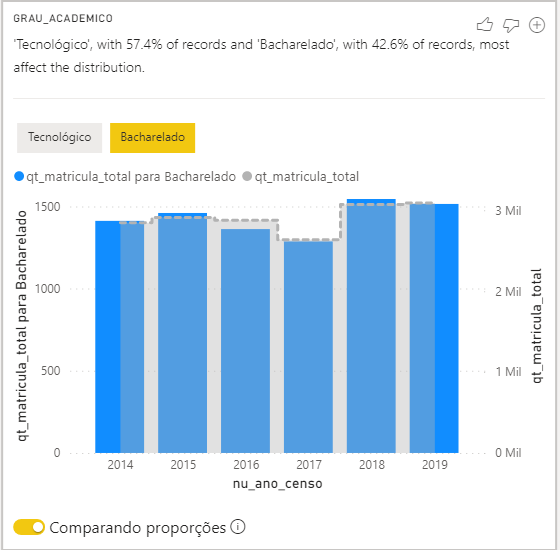 GRAU_ACADEMICO
'Tecnológico', with 57.4% of records and 'Bacharelado', with 42.6% of records, most
affect the distribution.
Tecnológico Bacharelado
qt_matricula_total para Bacharelado qt_matricula_total
qt_matricula_total para Bacharelado
1500
1000
500
0
3 Mil
2 Mil
1 Mil
0 Mil
qt_matricula_total
2014 2015 2016 2017 2018 2019
nu_ano_censo
Comparando proporções